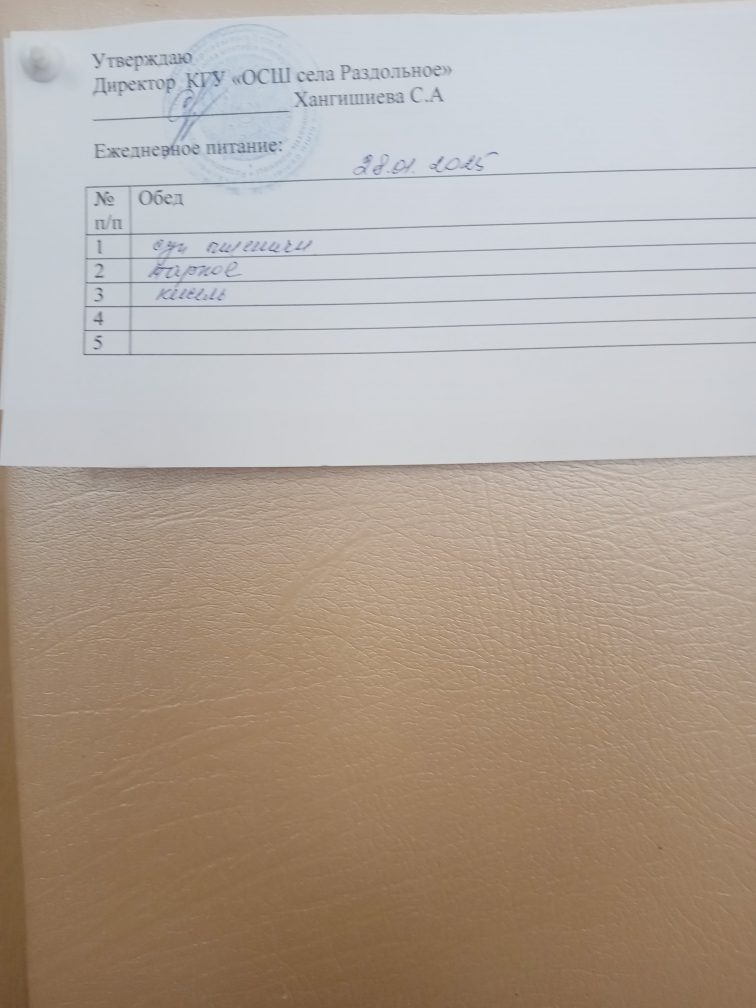 Утверждаю
Директор КГУ «ОСШ села Раздольное»
Хангишиева С.А
Ежедневное питание:
28.01.2025
№ п/п Обед
1 суп пшеничн
2 жаркое
3 кисель
4
5